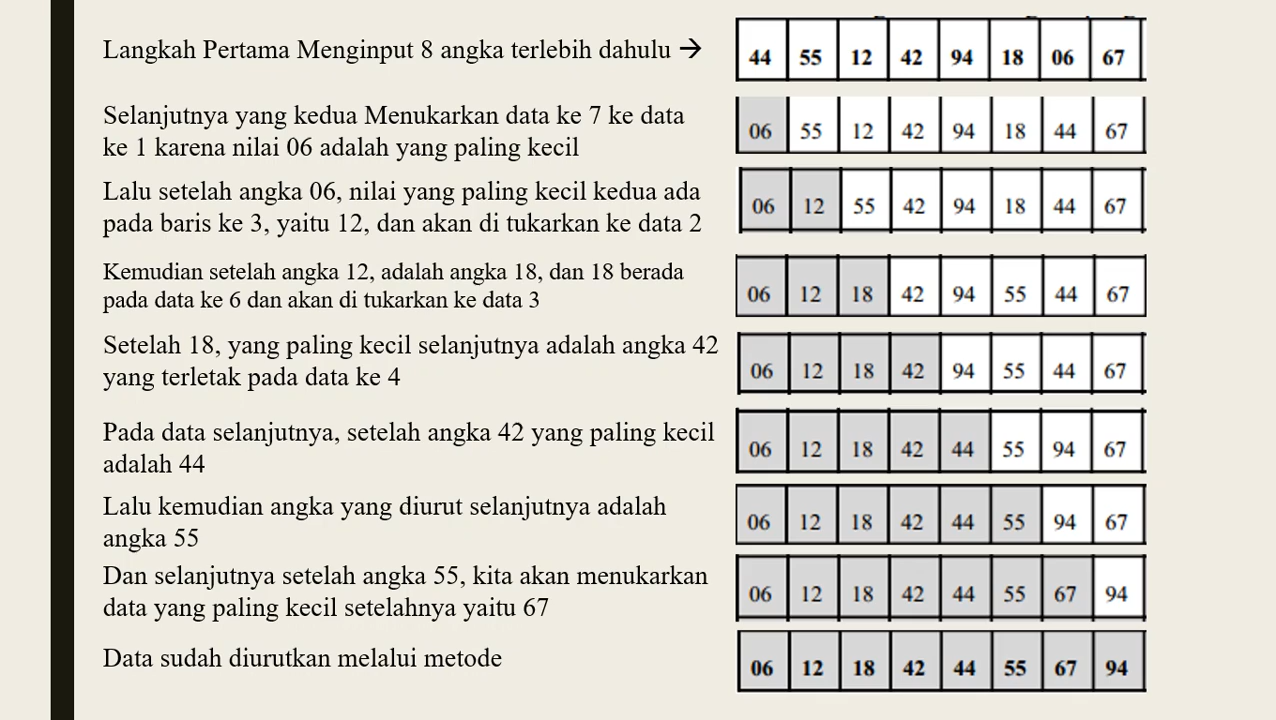 Langkah Pertama Menginput 8 angka terlebih dahulu →
44 55 12 42 94 18 06 67
Selanjutnya yang kedua Menukarkan data ke 7 ke data
ke 1 karena nilai 06 adalah yang paling kecil
06 55 12 42 94 18 44 67
Lalu setelah angka 06, nilai yang paling kecil kedua ada
pada baris ke 3, yaitu 12, dan akan di tukarkan ke data 2
06 12 55 42 94 18 44 67
Kemudian setelah angka 12, adalah angka 18, dan 18 berada
pada data ke 6 dan akan di tukarkan ke data 3
06 12 18 42 94 55 44 67
Setelah 18, yang paling kecil selanjutnya adalah angka 42
yang terletak pada data ke 4
06 12 18 42 94 55 44 67
Pada data selanjutnya, setelah angka 42 yang paling kecil
adalah 44
06 12 18 42 44 55 94 67
Lalu kemudian angka yang diurut selanjutnya adalah
angka 55
06 12 18 42 44 55 94 67
Dan selanjutnya setelah angka 55, kita akan menukarkan
data yang paling kecil setelahnya yaitu 67
06 12 18 42 44 55 67 94
Data sudah diurutkan melalui metode
06 12 18 42 44 55 67 94